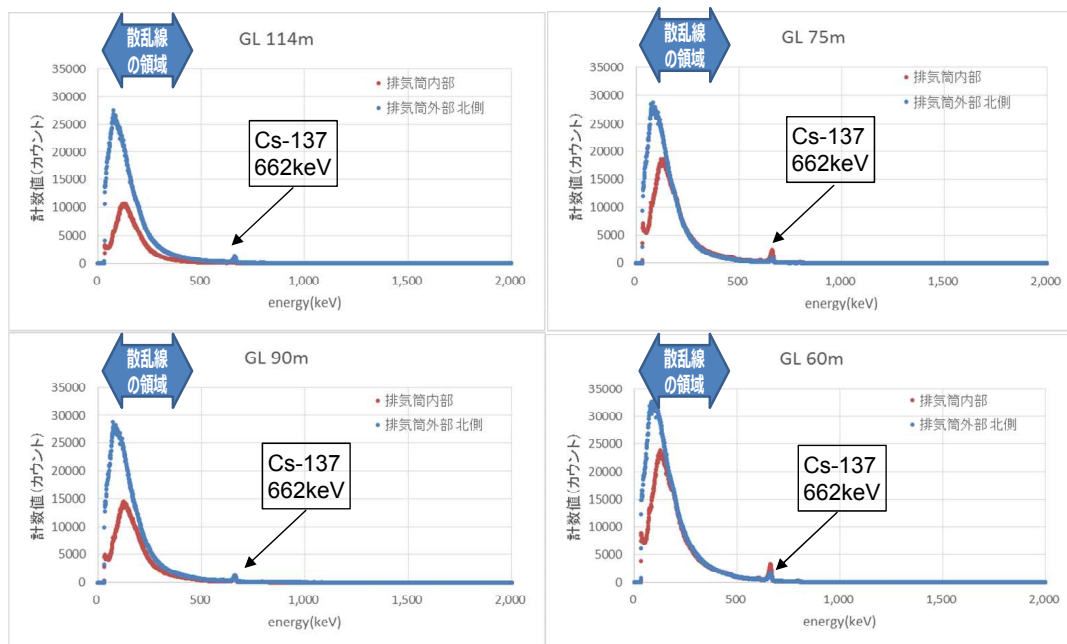 散乱線
の領域
GL 114m
計数値(カウント)
35000
30000
25000
20000
15000
10000
5000
0
排気筒内部
排気筒外部 北側
Cs-137
662keV
0
500
1,000
1,500
2,000
energy(keV)
散乱線
の領域
GL 75m
計数値(カウント)
35000
30000
25000
20000
15000
10000
5000
0
排気筒内部
排気筒外部 北側
Cs-137
662keV
0
500
1,000
1,500
2,000
energy(keV)
散乱線
の領域
GL 90m
計数値(カウント)
35000
30000
25000
20000
15000
10000
5000
0
排気筒内部
排気筒外部 北側
Cs-137
662keV
0
500
1,000
1,500
2,000
energy(keV)
散乱線
の領域
GL 60m
計数値(カウント)
35000
30000
25000
20000
15000
10000
5000
0
排気筒内部
排気筒外部 北側
Cs-137
662keV
0
500
1,000
1,500
2,000
energy(keV)